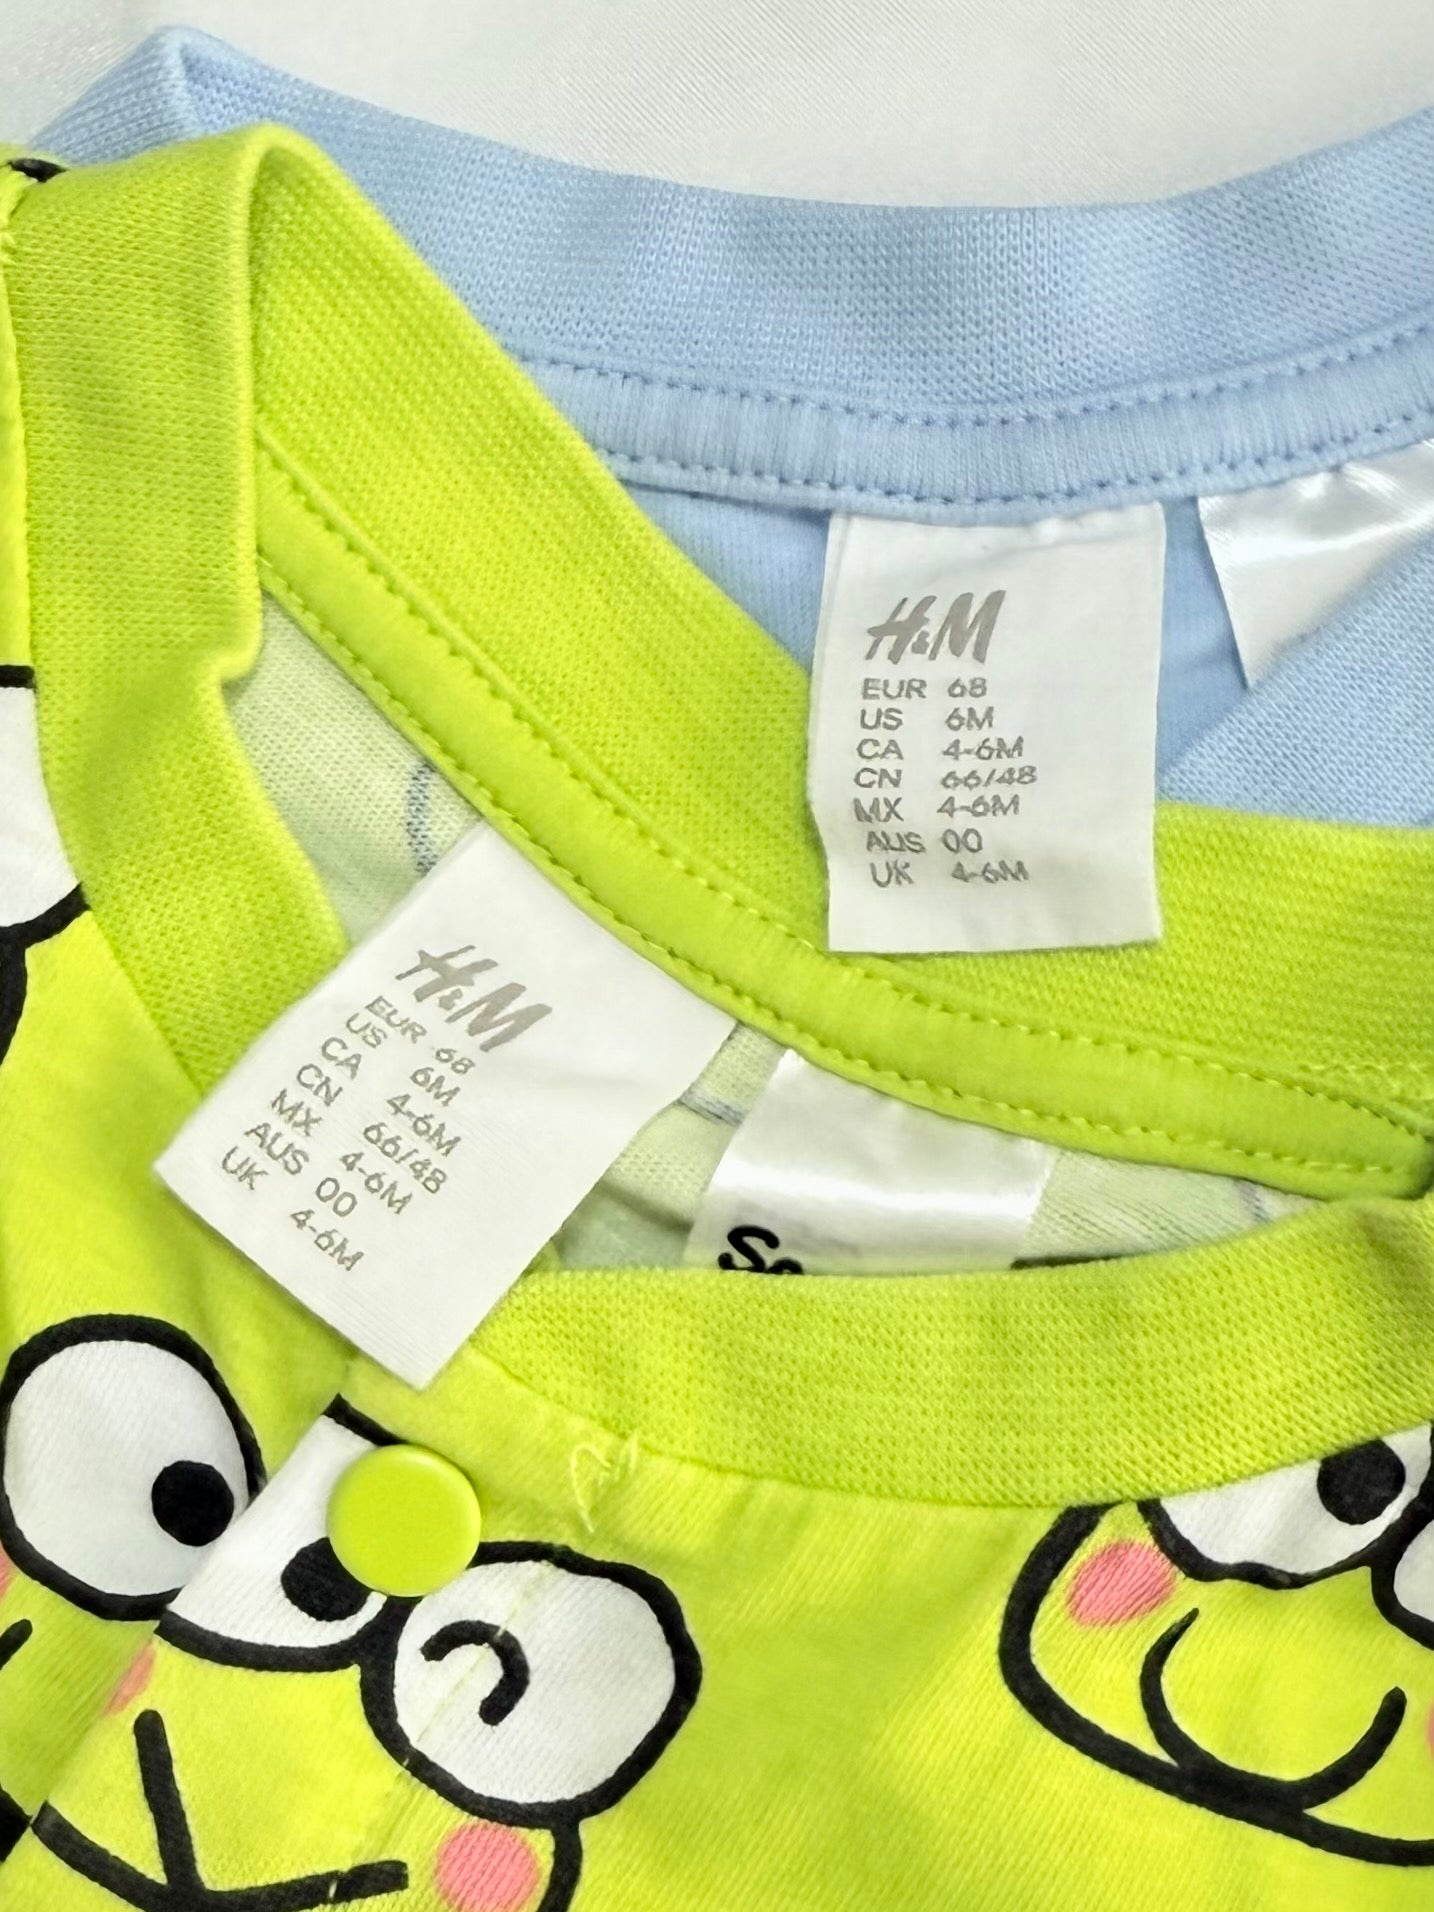 H&M
EUR 68
US 6M
CA 4-6M
CN 66/48
MX 4-6M
AUS 00
UK 4-6M
H&M
EUR 68
US 6M
CA 4-6M
CN 66/48
MX 4-6M
AUS 00
UK 4-6M